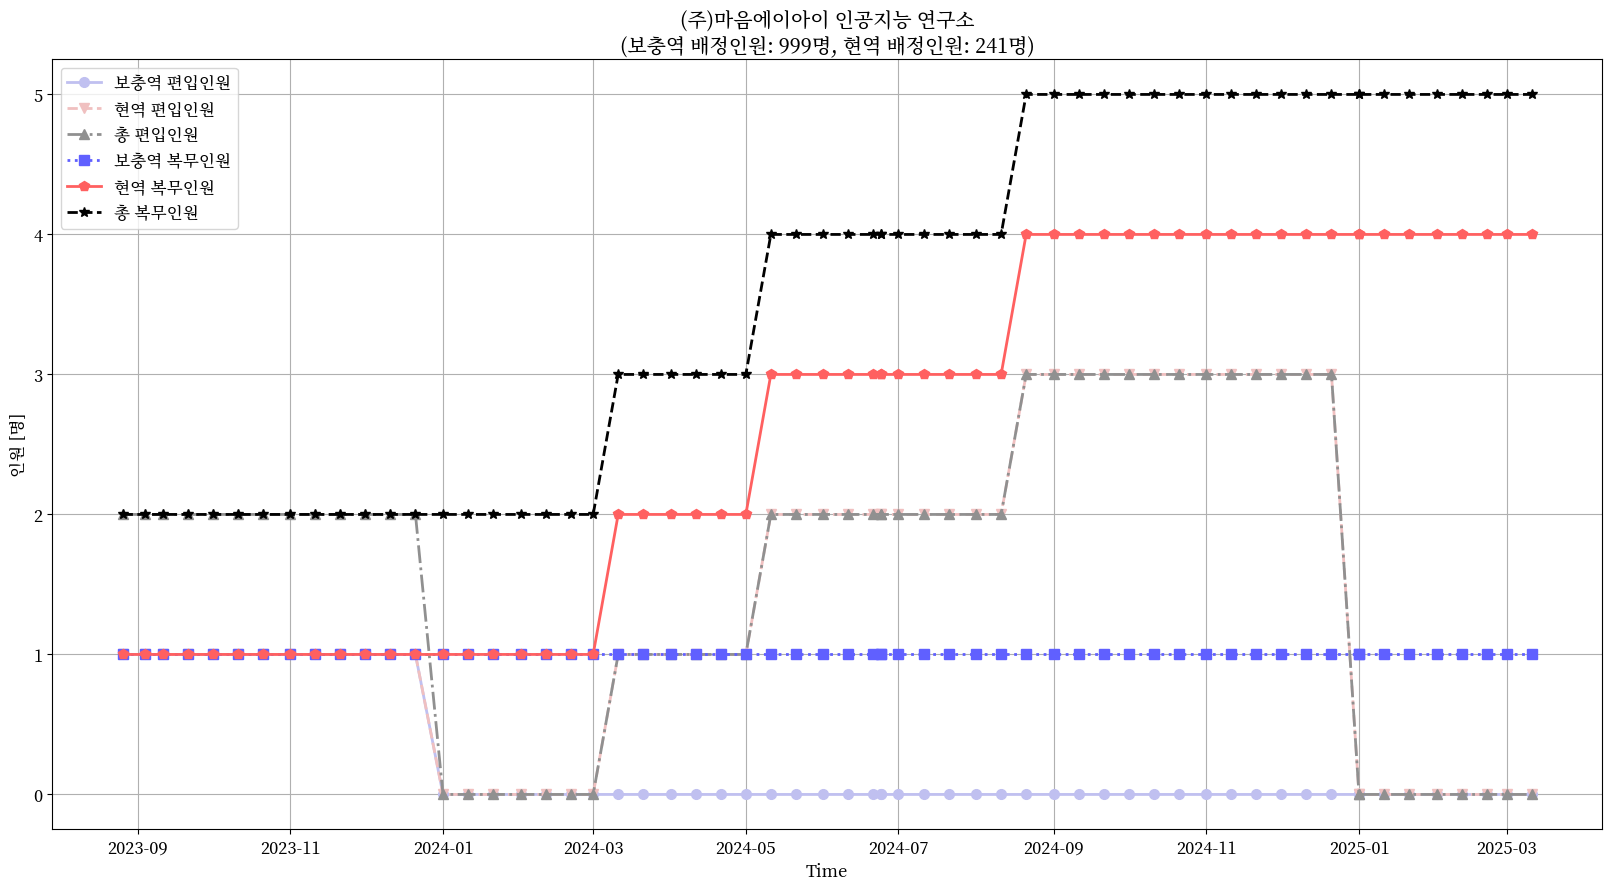 (주)마음에이아이 인공지능 연구소
(보충역 배정인원: 999명, 현역 배정인원: 241명)
보충역 편입인원
현역 편입인원
총 편입인원
보충역 복무인원
현역 복무인원
총 복무인원
인원 [명]
5
4
3
2
1
0
2023-09 2023-11 2024-01 2024-03 2024-05 2024-07 2024-09 2024-11 2025-01 2025-03
Time